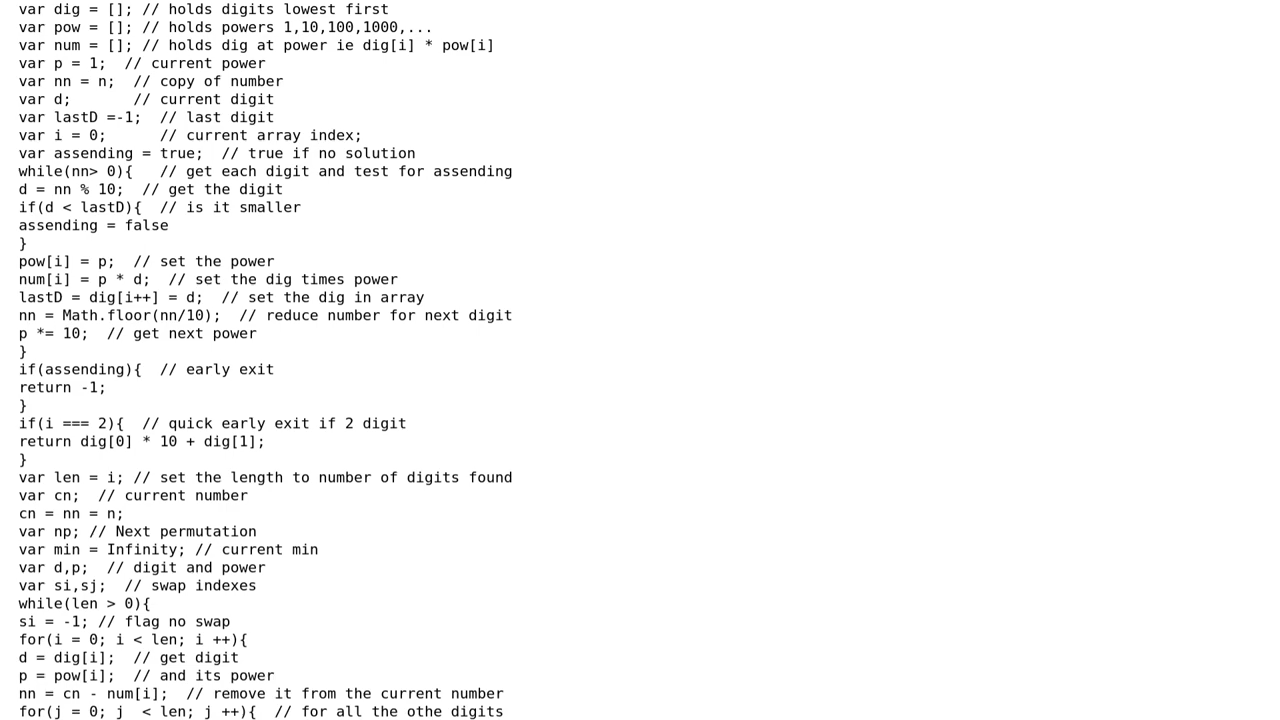 var dig = []; // holds digits lowest first
var pow = []; // holds powers 1,10,100,1000,...
var num = []; // holds dig at power ie dig[i] * pow[i]
var p = 1;  // current power
var nn = n;  // copy of number
var d;       // current digit
var lastD =-1;  // last digit
var i = 0;      // current array index;
var assending = true;  // true if no solution
while(nn> 0){   // get each digit and test for assending
d = nn % 10;  // get the digit
if(d < lastD){  // is it smaller
assending = false
}
pow[i] = p;  // set the power
num[i] = p * d;  // set the dig times power
lastD = dig[i++] = d;  // set the dig in array
nn = Math.floor(nn/10);  // reduce number for next digit
p *= 10;  // get next power
}
if(assending){  // early exit
return -1;
}
if(i === 2){  // quick early exit if 2 digit
return dig[0] * 10 + dig[1];
}
var len = i; // set the length to number of digits found
var cn;  // current number
cn = nn = n;
var np; // Next permutation
var min = Infinity; // current min
var d,p;  // digit and power
var si,sj;  // swap indexes
while(len > 0){
si = -1; // flag no swap
for(i = 0; i < len; i ++){
d = dig[i];  // get digit
p = pow[i];  // and its power
nn = cn - num[i];  // remove it from the current number
for(j = 0; j  < len; j ++){  // for all the othe digits